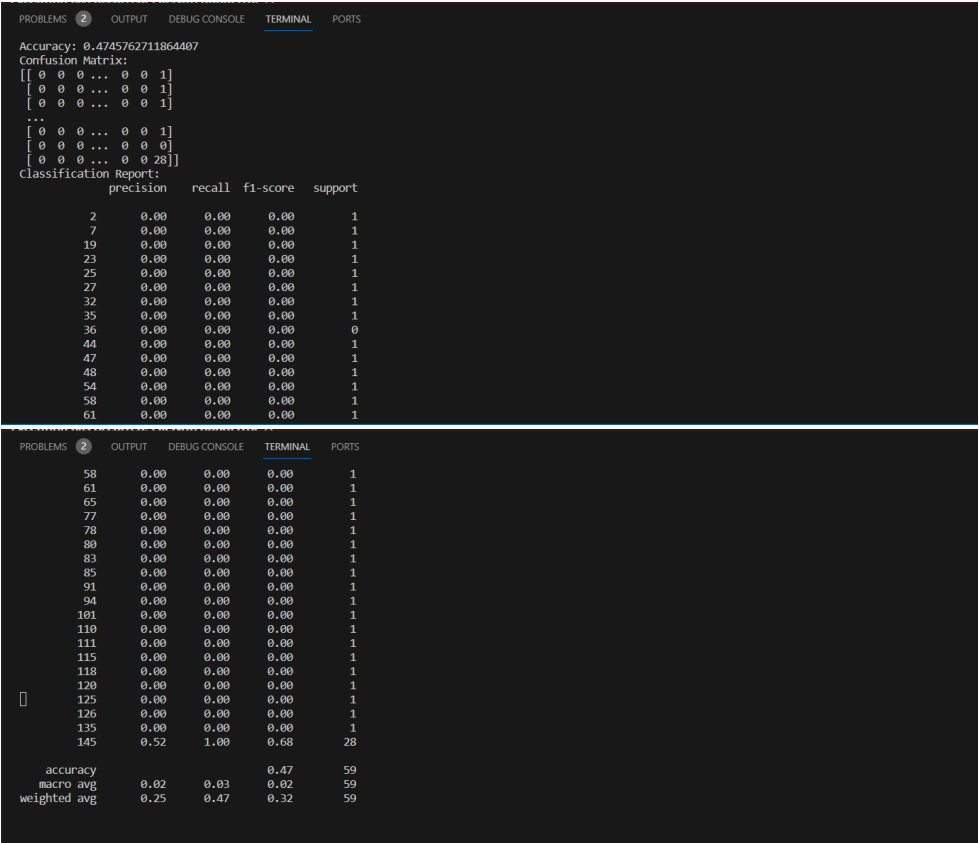 PROBLEMS 2 OUTPUT DEBUG CONSOLE TERMINAL PORTS
Accuracy: 0.4745762711864407
Confusion Matrix:
[[ 0 0 0 ... 0 0 1]
[ 0 0 0 ... 0 0 1]
[ 0 0 0 ... 0 0 1]
...
[ 0 0 0 ... 0 0 1]
[ 0 0 0 ... 0 0 0]
[ 0 0 0 ... 0 0 28]]
Classification Report:
precision recall f1-score support
2 0.00 0.00 0.00 1
7 0.00 0.00 0.00 1
19 0.00 0.00 0.00 1
23 0.00 0.00 0.00 1
25 0.00 0.00 0.00 1
27 0.00 0.00 0.00 1
32 0.00 0.00 0.00 1
35 0.00 0.00 0.00 1
36 0.00 0.00 0.00 0
44 0.00 0.00 0.00 1
47 0.00 0.00 0.00 1
48 0.00 0.00 0.00 1
54 0.00 0.00 0.00 1
58 0.00 0.00 0.00 1
61 0.00 0.00 0.00 1
PROBLEMS 2 OUTPUT DEBUG CONSOLE TERMINAL PORTS
58 0.00 0.00 0.00 1
61 0.00 0.00 0.00 1
65 0.00 0.00 0.00 1
77 0.00 0.00 0.00 1
78 0.00 0.00 0.00 1
80 0.00 0.00 0.00 1
83 0.00 0.00 0.00 1
85 0.00 0.00 0.00 1
91 0.00 0.00 0.00 1
94 0.00 0.00 0.00 1
101 0.00 0.00 0.00 1
110 0.00 0.00 0.00 1
111 0.00 0.00 0.00 1
115 0.00 0.00 0.00 1
118 0.00 0.00 0.00 1
120 0.00 0.00 0.00 1
125 0.00 0.00 0.00 1
126 0.00 0.00 0.00 1
135 0.00 0.00 0.00 1
145 0.52 1.00 0.68 28
accuracy 0.47 59
macro avg 0.02 0.03 0.02 59
weighted avg 0.25 0.47 0.32 59